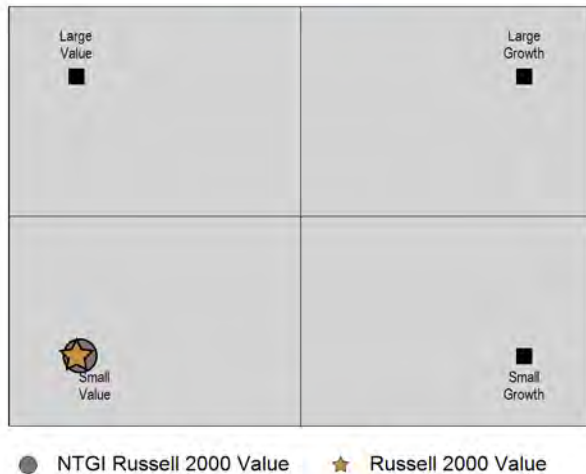 Large
Value
Large
Growth
Small
Value
Small
Growth
NTGI Russell 2000 Value
Russell 2000 Value